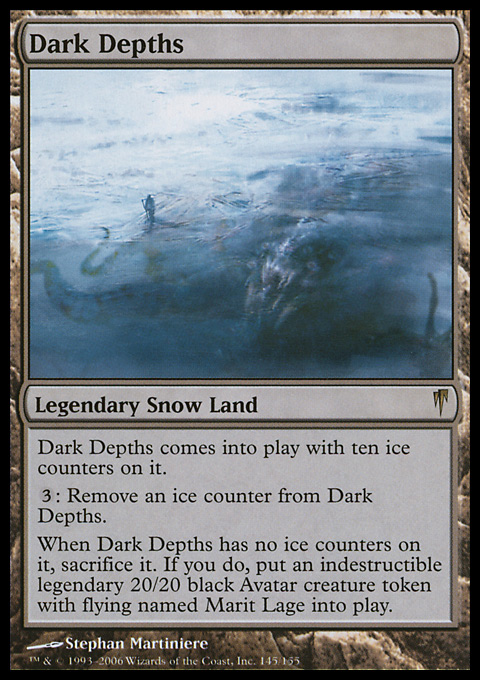 Dark Depths
Legendary Snow Land
Dark Depths comes into play with ten ice
counters on it.
3: Remove an ice counter from Dark
Depths.
When Dark Depths has no ice counters on
it, sacrifice it. If you do, put an indestructible
legendary 20/20 black Avatar creature token
with flying named Marit Lage into play.
Stephan Martiniere
™ & © 1993–2006 Wizards of the Coast, Inc. 145/155